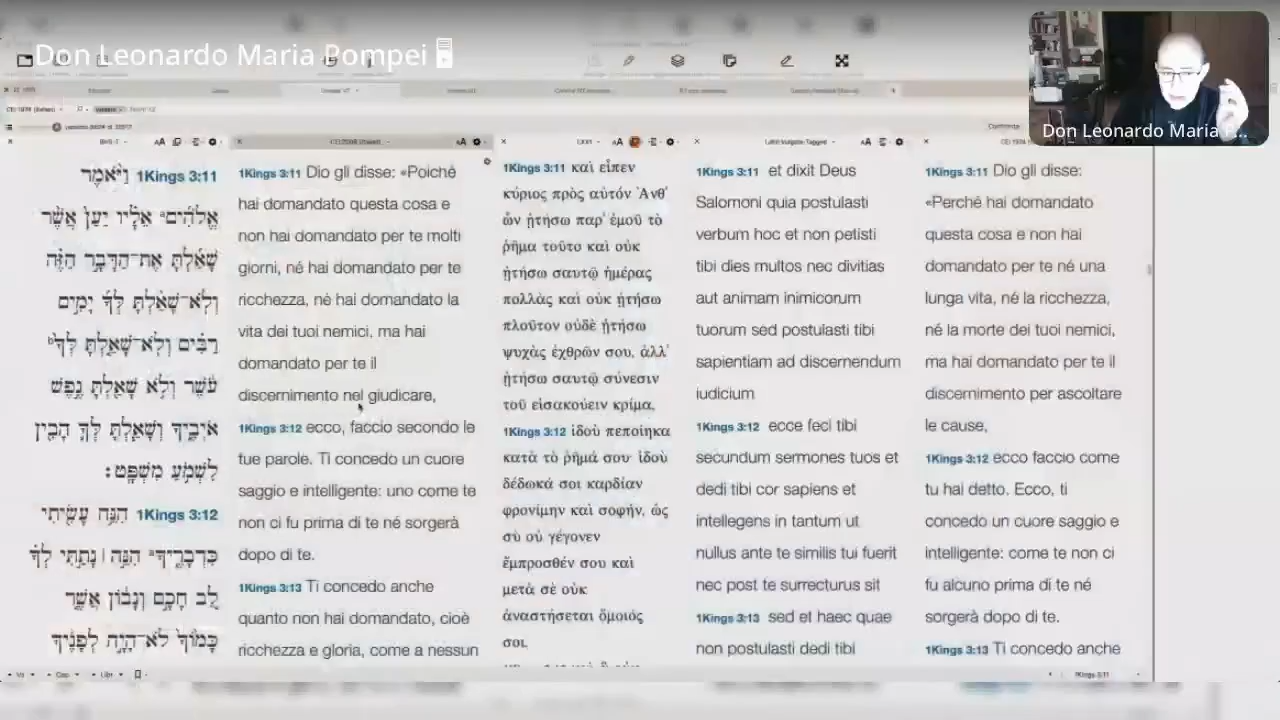 Don Leonardo Maria Pompei
Don Leonardo Maria P...
1Kings 3:11 וַיֹּאמֶר
אֱלֹהִים אֵלָיו יַעַן אֲשֶׁר
שָׁאַלְתָּ אֶת־הַדָּבָר הַזֶּה
וְלֹא־שָׁאַלְתָּ לְּךָ יָמִים
רַבִּים וְלֹא־שָׁאַלְתָּ לְּךָ
עֹשֶׁר וְלֹא שָׁאַלְתָּ נֶפֶשׁ
אֹיְבֶיךָ וְשָׁאַלְתָּ לְּךָ הָבִין
לִשְׁמֹעַ מִשְׁפָּט׃
1Kings 3:12 הִנֵּה עָשִׂיתִי
כִּדְבָרֶיךָ הִנֵּה ׀ נָתַתִּי לְךָ
לֵב חָכָם וְנָבוֹן אֲשֶׁר
כָּמוֹךָ לֹא־הָיָה לְפָנֶיךָ
1Kings 3:11 Dio gli disse: «Poiché
hai domandato questa cosa e
non hai domandato per te molti
giorni, né hai domandato per te
ricchezza, né hai domandato la
vita dei tuoi nemici, ma hai
domandato per te il
discernimento nel giudicare,
1Kings 3:12 ecco, faccio secondo le
tue parole. Ti concedo un cuore
saggio e intelligente: uno come te
non ci fu prima di te né sorgerà
dopo di te.
1Kings 3:13 Ti concedo anche
quanto non hai domandato, cioè
ricchezza e gloria, come a nessun
1Kings 3:11 καὶ εἶπεν
κύριος πρὸς αὐτόν Ἀνθ᾽
ὧν ᾐτήσω παρ᾽ ἐμοῦ τὸ
ῥῆμα τοῦτο καὶ οὐκ
ᾐτήσω σαυτῷ ἡμέρας
πολλὰς καὶ οὐκ ᾐτήσω
πλοῦτον οὐδὲ ᾐτήσω
ψυχὰς ἐχθρῶν σου, ἀλλ᾽
ᾐτήσω σαυτῷ σύνεσιν
τοῦ εἰσακούειν κρίμα,
1Kings 3:12 ἰδοὺ πεποίηκα
κατὰ τὸ ῥῆμά σου· ἰδοὺ
δέδωκά σοι καρδίαν
φρονίμην καὶ σοφήν, ὡς
σὺ οὐ γέγονεν
ἔμπροσθέν σου καὶ
μετὰ σὲ οὐκ
ἀναστήσεται ὅμοιός
σοι.
1Kings 3:11 et dixit Deus
Salomoni quia postulasti
verbum hoc et non petisti
tibi dies multos nec divitias
aut animam inimicorum
tuorum sed postulasti tibi
sapientiam ad discernendum
iudicium
1Kings 3:12 ecce feci tibi
secundum sermones tuos et
dedi tibi cor sapiens et
intellegens in tantum ut
nullus ante te similis tui fuerit
nec post te surrecturus sit
1Kings 3:13 sed et haec quae
non postulasti dedi tibi
1Kings 3:11 Dio gli disse:
«Perché hai domandato
questa cosa e non hai
domandato per te né una
lunga vita, né la ricchezza,
né la morte dei tuoi nemici,
ma hai domandato per te il
discernimento per ascoltare
le cause,
1Kings 3:12 ecco faccio come
tu hai detto. Ecco, ti
concedo un cuore saggio e
intelligente: come te non ci
fu alcuno prima di te né
sorgerà dopo di te.
1Kings 3:13 Ti concedo anche
1Kings 3:11